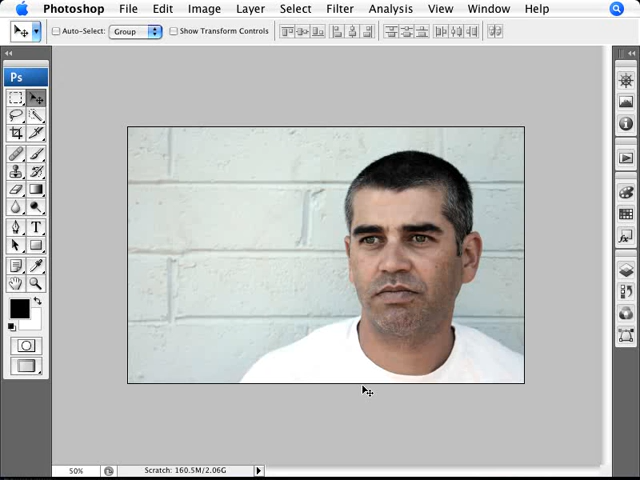 Photoshop File Edit Image Layer Select Filter Analysis View Window Help
Auto-Select: Group Show Transform Controls
Ps
T
50% Scratch: 160.5M/2.06G